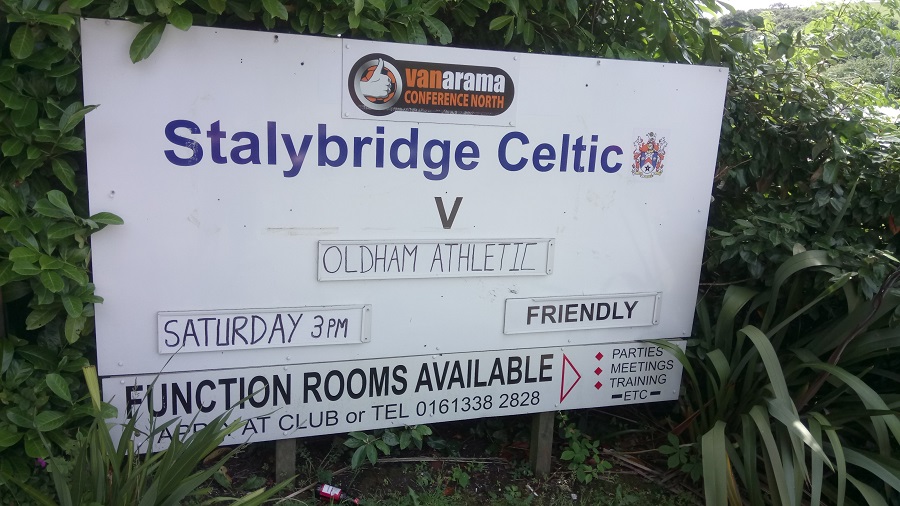 vanarama
CONFERENCE NORTH
Stalybridge Celtic
V
OLDHAM ATHLETIC
SATURDAY 3PM
FRIENDLY
FUNCTION ROOMS AVAILABLE
AT CLUB or TEL 0161338 2828
PARTIES
MEETINGS
TRAINING
ETC